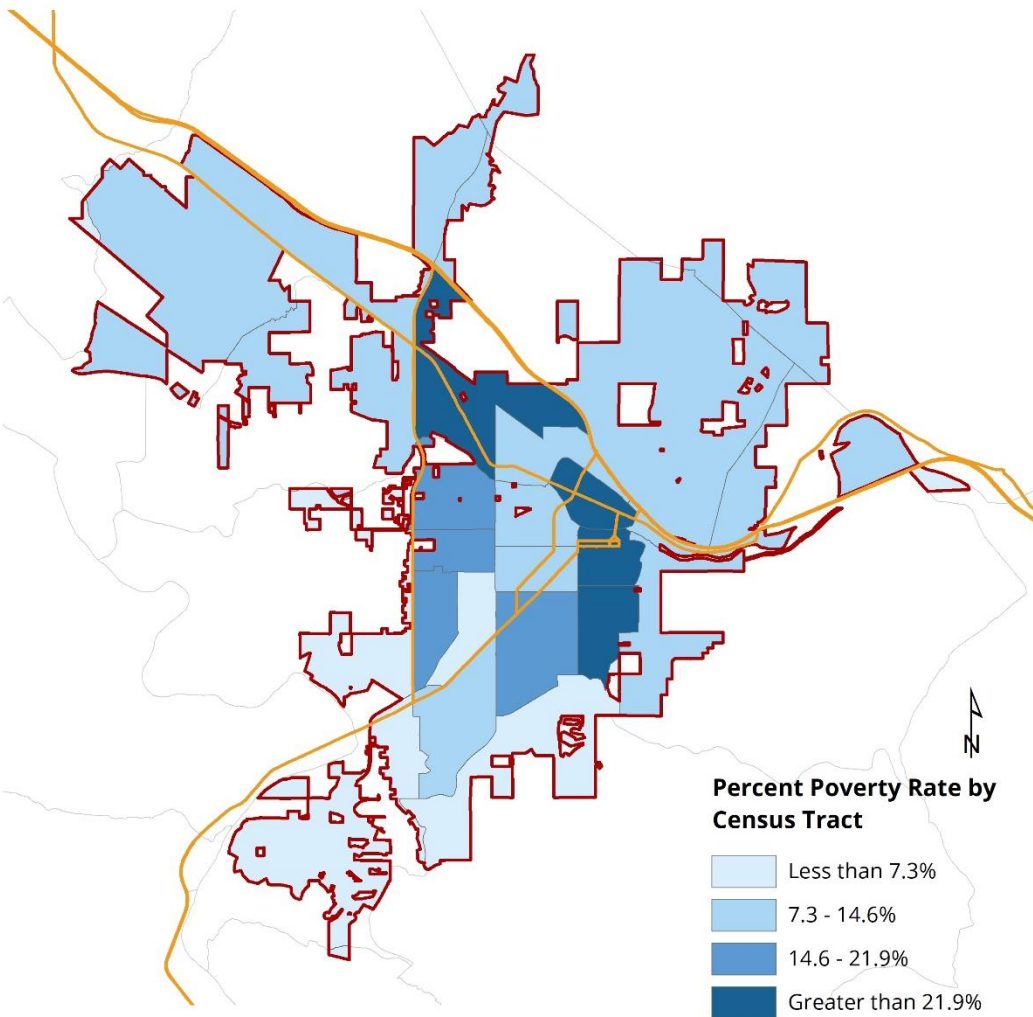 N
Percent Poverty Rate by
Census Tract
Less than 7.3%
7.3 - 14.6%
14.6 - 21.9%
Greater than 21.9%